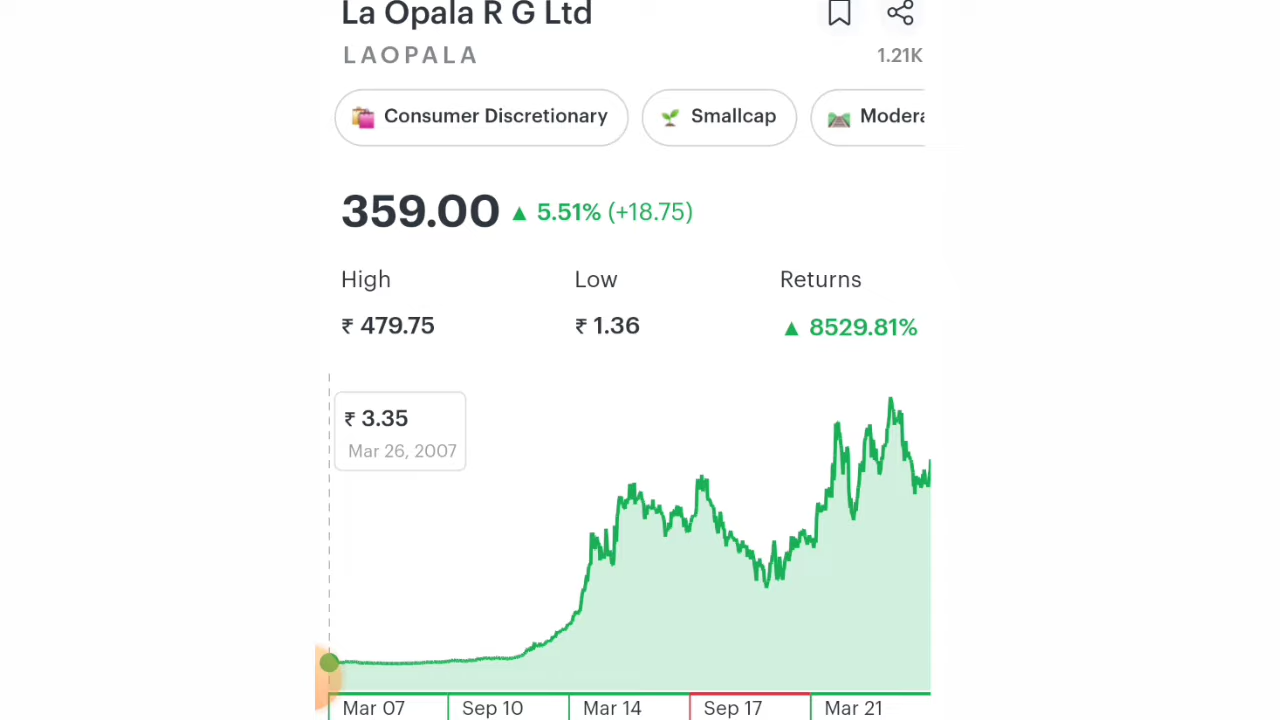 La Opala R G Ltd
LAOPALA
1.21K
Consumer Discretionary
Smallcap
Modera
359.00 ▲ 5.51% (+18.75)
High Low Returns
₹ 479.75 ₹ 1.36 ▲ 8529.81%
₹ 3.35
Mar 26, 2007
Mar 07 Sep 10 Mar 14 Sep 17 Mar 21